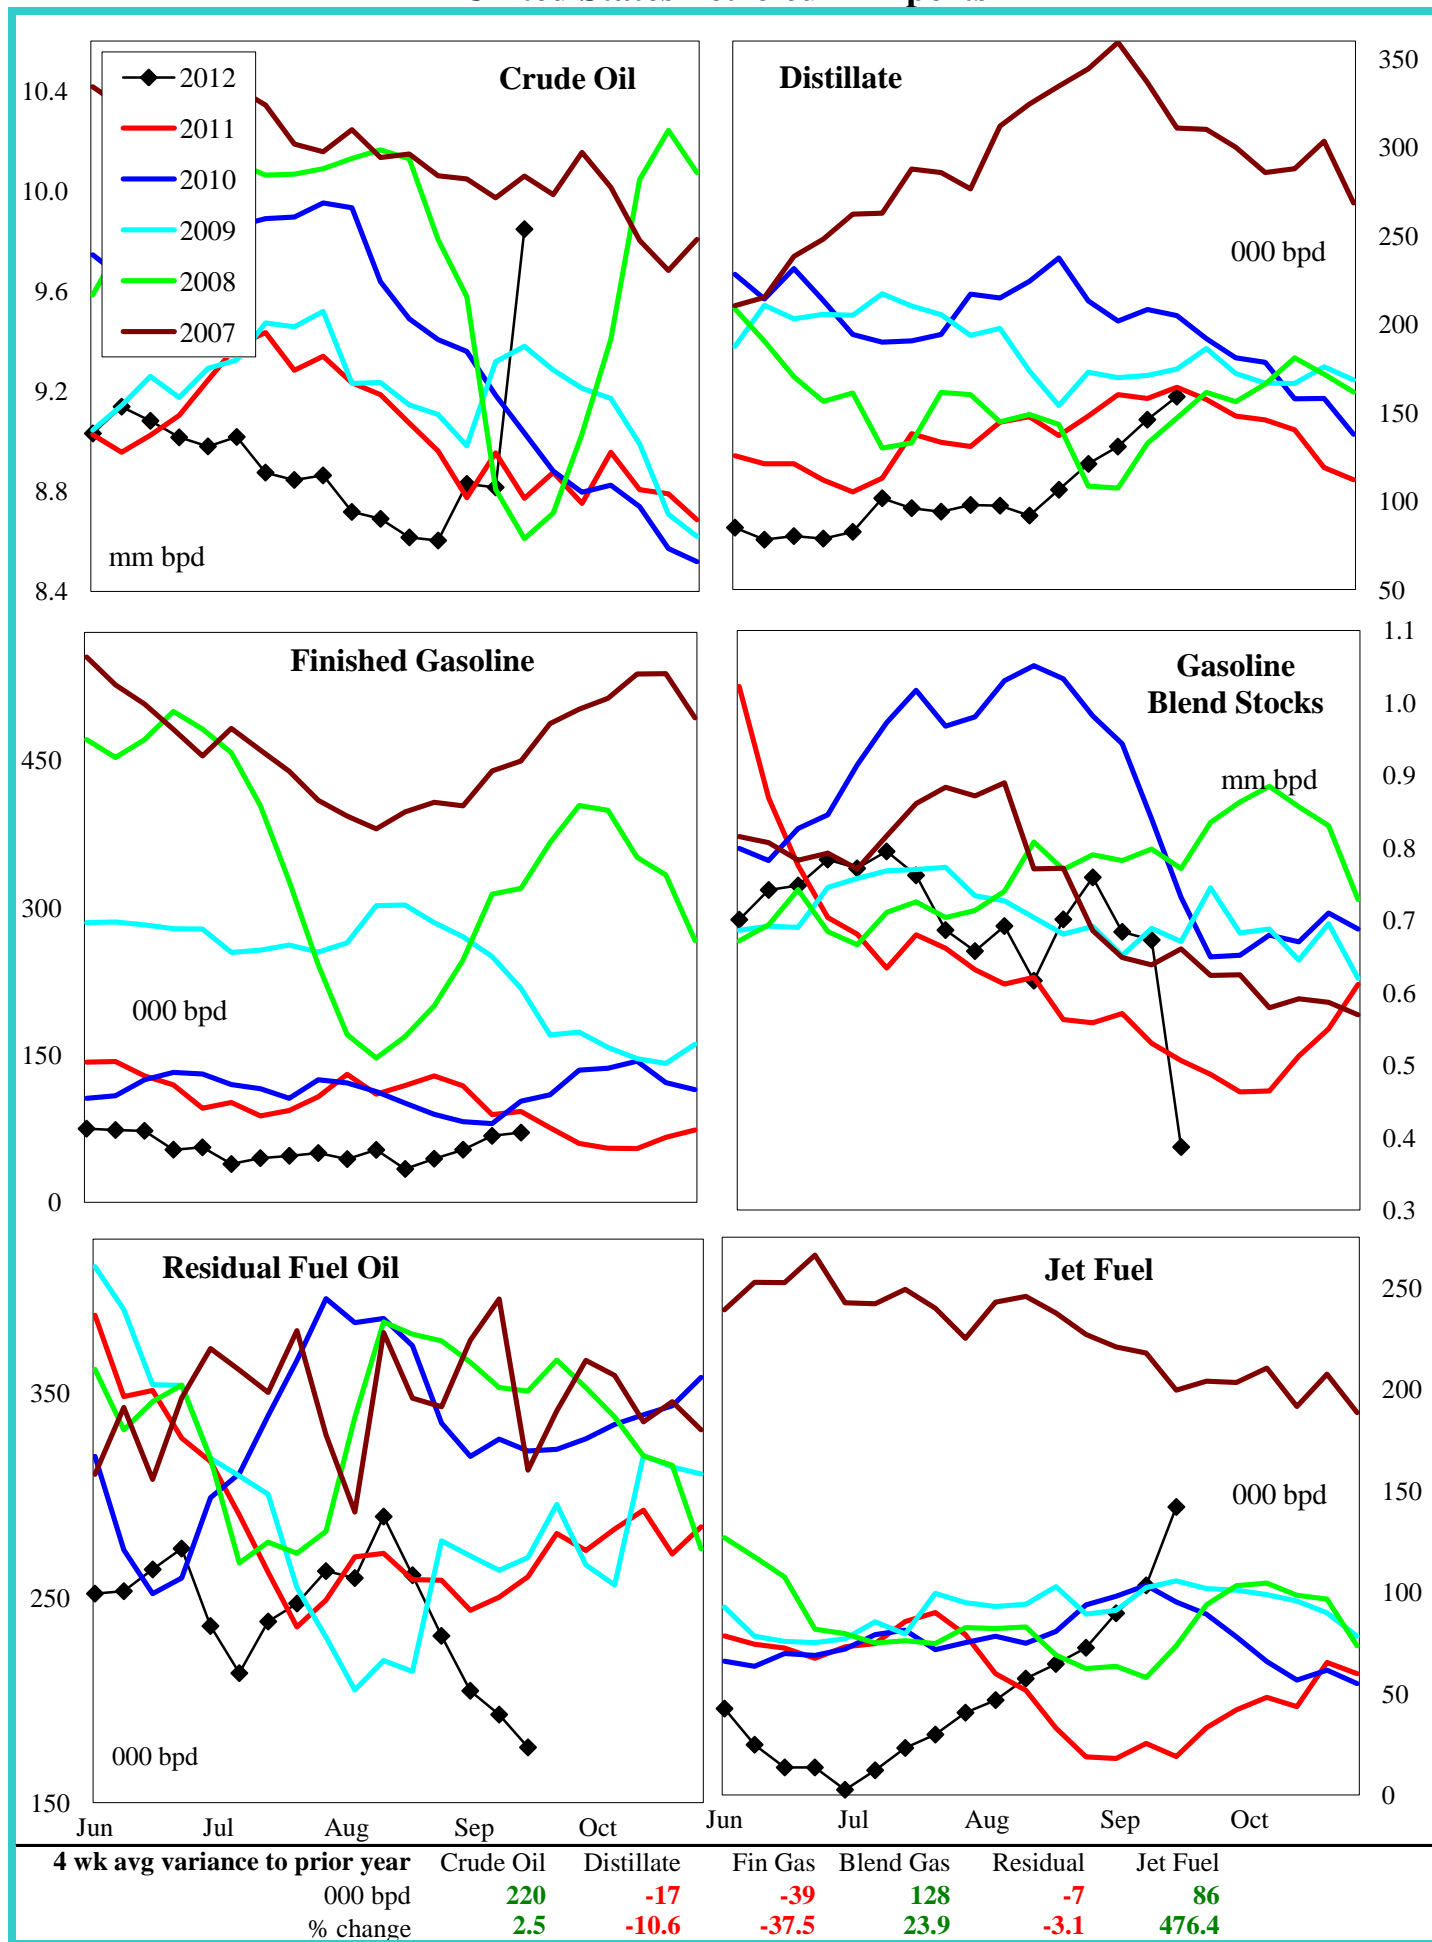 Crude Oil
10.4
10.0
9.6
9.2
8.8
8.4
2012
2011
2010
2009
2008
2007
mm bpd
Distillate
350
300
250
200
150
100
50
000 bpd
Finished Gasoline
450
300
150
0
000 bpd
Gasoline
Blend Stocks
mm bpd
1.1
1.0
0.9
0.8
0.7
0.6
0.5
0.4
0.3
Residual Fuel Oil
350
250
150
000 bpd
Jun Jul Aug Sep Oct
Jet Fuel
250
200
150
100
50
0
000 bpd
Jun Jul Aug Sep Oct
4 wk avg variance to prior year Crude Oil Distillate Fin Gas Blend Gas Residual Jet Fuel
000 bpd 220 -17 -39 128 -7 86
% change 2.5 -10.6 -37.5 23.9 -3.1 476.4